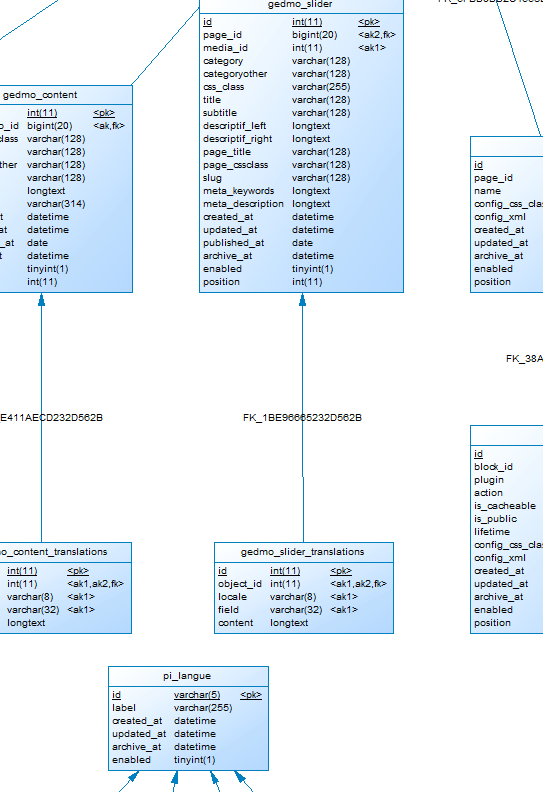 gedmo_slider
id int(11) <pk>
page_id bigint(20) <ak2,fk>
media_id int(11) <ak1>
category varchar(128)
categoryother varchar(128)
css_class varchar(255)
title varchar(128)
subtitle varchar(128)
descriptif_left longtext
descriptif_right longtext
page_title varchar(128)
page_cssclass varchar(128)
slug varchar(128)
meta_keywords longtext
meta_description longtext
created_at datetime
updated_at datetime
published_at date
archive_at datetime
enabled tinyint(1)
position int(11)
gedmo_content
int(11) <pk>
o_id bigint(20) <ak,fk>
class varchar(128)
varchar(128)
ther varchar(128)
varchar(128)
longtext
varchar(314)
t datetime
at datetime
_at date
t datetime
tinyint(1)
int(11)
id
page_id
name
config_css_clas
config_xml
created_at
updated_at
archive_at
enabled
position
FK_38A
E411AECD232D562B
FK_1BE96665232D562B
id
block_id
plugin
action
is_cacheable
is_public
lifetime
config_css_clas
config_xml
created_at
updated_at
archive_at
enabled
position
o_content_translations
int(11) <pk>
int(11) <ak1,ak2,fk>
varchar(8) <ak1>
varchar(32) <ak1>
longtext
gedmo_slider_translations
id int(11) <pk>
object_id int(11) <ak1,ak2,fk>
locale varchar(8) <ak1>
field varchar(32) <ak1>
content longtext
pi_langue
id varchar(5) <pk>
label varchar(255)
created_at datetime
updated_at datetime
archive_at datetime
enabled tinyint(1)